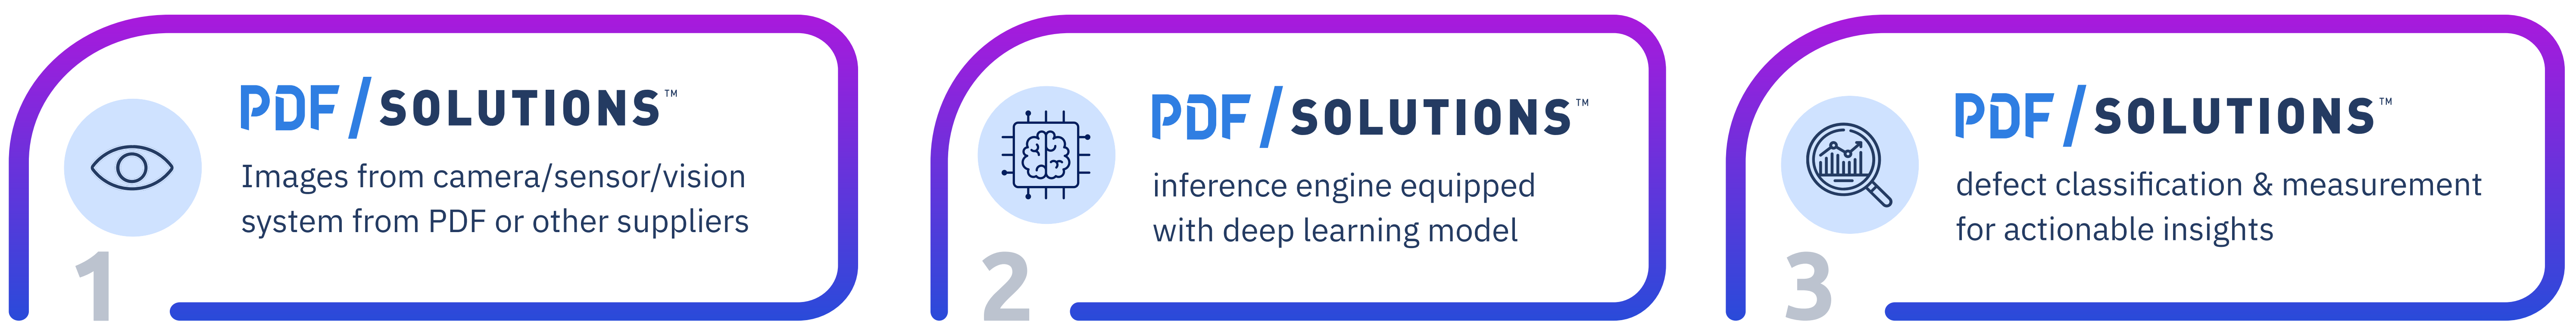 PDF/SOLUTIONS™
Images from camera/sensor/vision
system from PDF or other suppliers
1
PDF/SOLUTIONS™
inference engine equipped
with deep learning model
2
PDF/SOLUTIONS™
defect classification & measurement
for actionable insights
3